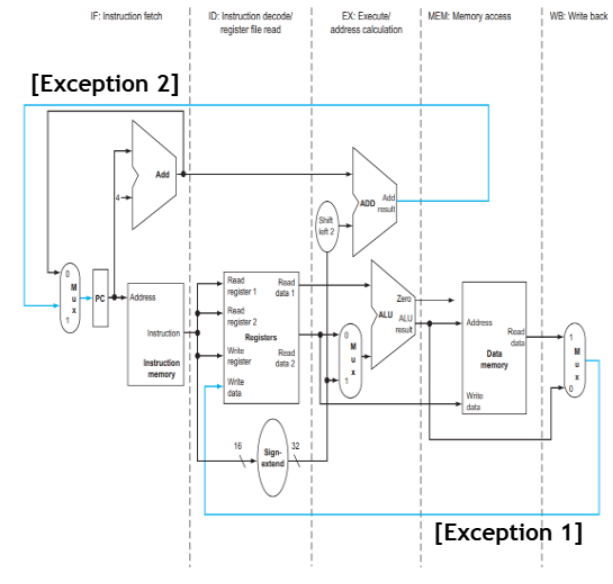 IF: Instruction fetch
ID: Instruction decode/
register file read
EX: Execute/
address calculation
MEM: Memory access
WB: Write back
[Exception 2]
Add
4
ADD
Add
result
Shift
left 2
0
M
u
x
1
PC
Address
Instruction
Instruction
memory
Read
register 1
Read
register 2
Write
register
Write
data
Registers
Read
data 1
Read
data 2
0
M
u
x
1
Zero
ALU
ALU
result
Address
Read
data
Data
memory
Write
data
1
M
u
x
0
16
Sign-
extend
32
[Exception 1]